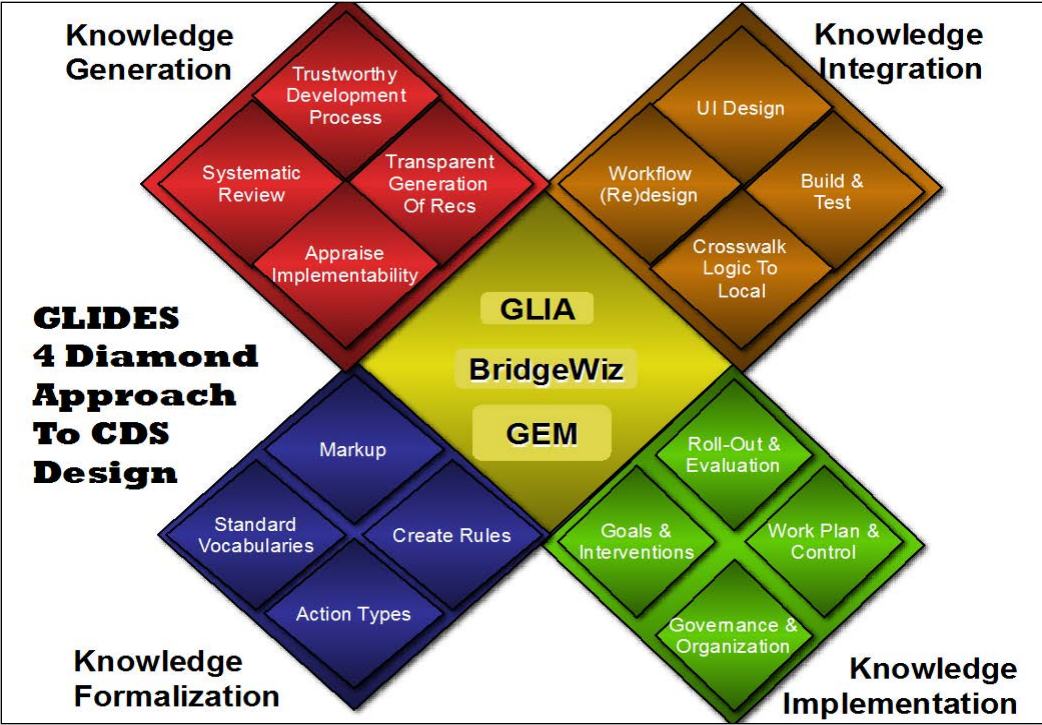 Knowledge
Generation
Trustworthy
Development
Process
Systematic
Review
Transparent
Generation
Of Recs
Appraise
Implementability
Knowledge
Integration
UI Design
Workflow
(Re)design
Build &
Test
Crosswalk
Logic To
Local
GLIDES
4 Diamond
Approach
To CDS
Design
GLIA
BridgeWiz
GEM
Markup
Standard
Vocabularies
Create Rules
Action Types
Knowledge
Formalization
Roll-Out &
Evaluation
Goals &
Interventions
Work Plan &
Control
Governance &
Organization
Knowledge
Implementation